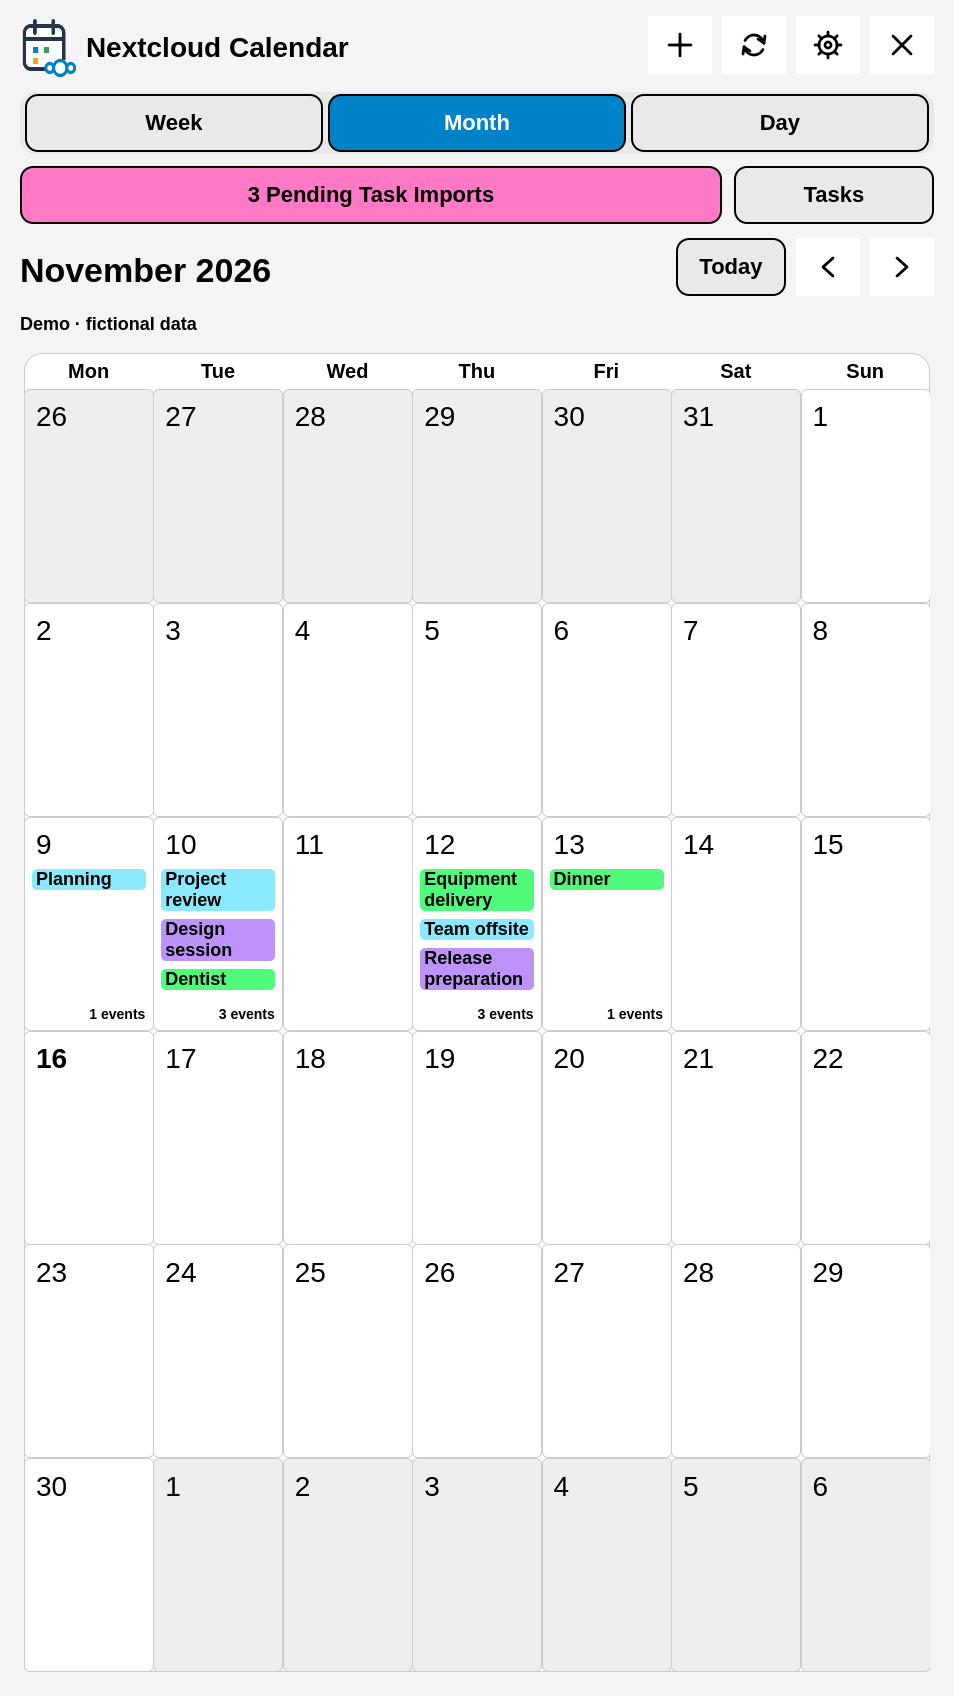 Nextcloud Calendar
Week Month Day
3 Pending Task Imports Tasks
November 2026 Today
Demo · fictional data
Mon Tue Wed Thu Fri Sat Sun
26 27 28 29 30 31 1
2 3 4 5 6 7 8
9 10 11 12 13 14 15
Planning
1 events
Project
review
Design
session
Dentist
3 events
Equipment
delivery
Team offsite
Release
preparation
3 events
Dinner
1 events
16 17 18 19 20 21 22
23 24 25 26 27 28 29
30 1 2 3 4 5 6